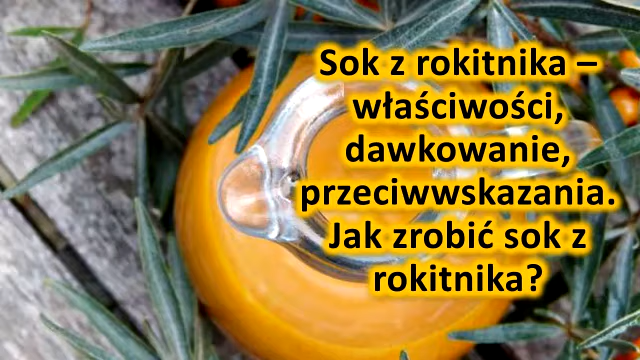 Sok z rokitnika –
właściwości,
dawkowanie,
przeciwwskazania.
Jak zrobić sok z
rokitnika?